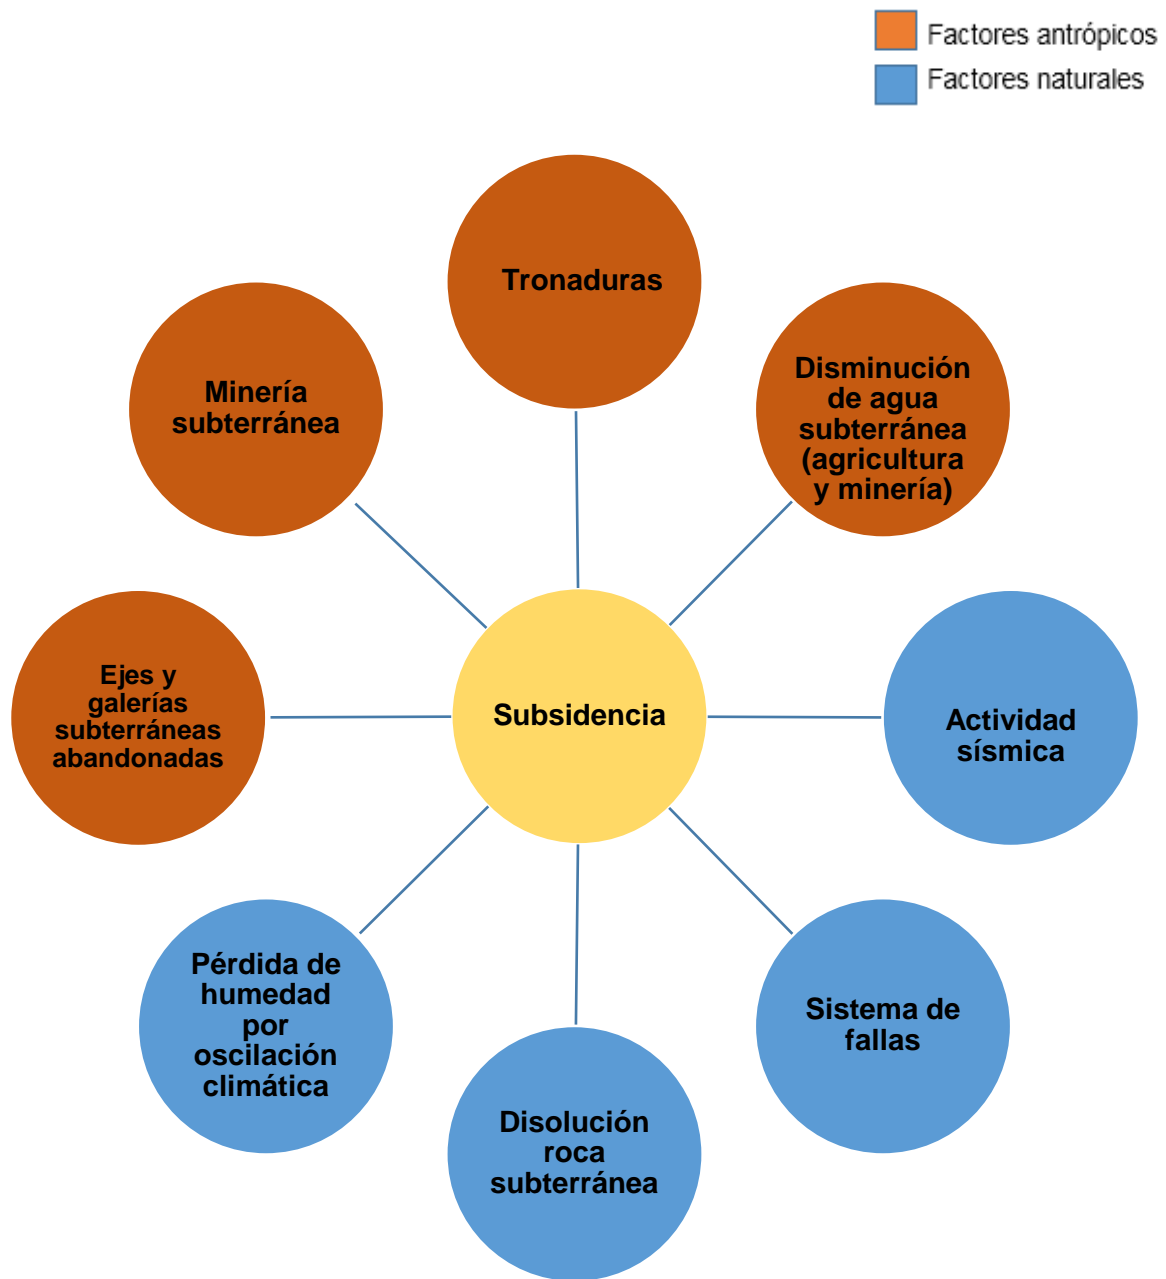 Factores antrópicos
Factores naturales
Tronaduras
Minería
subterránea
Disminución
de agua
subterránea
(agricultura
y minería)
Ejes y
galerías
subterráneas
abandonadas
Subsidencia
Actividad
sísmica
Pérdida de
humedad
por
oscilación
climática
Sistema de
fallas
Disolución
roca
subterránea